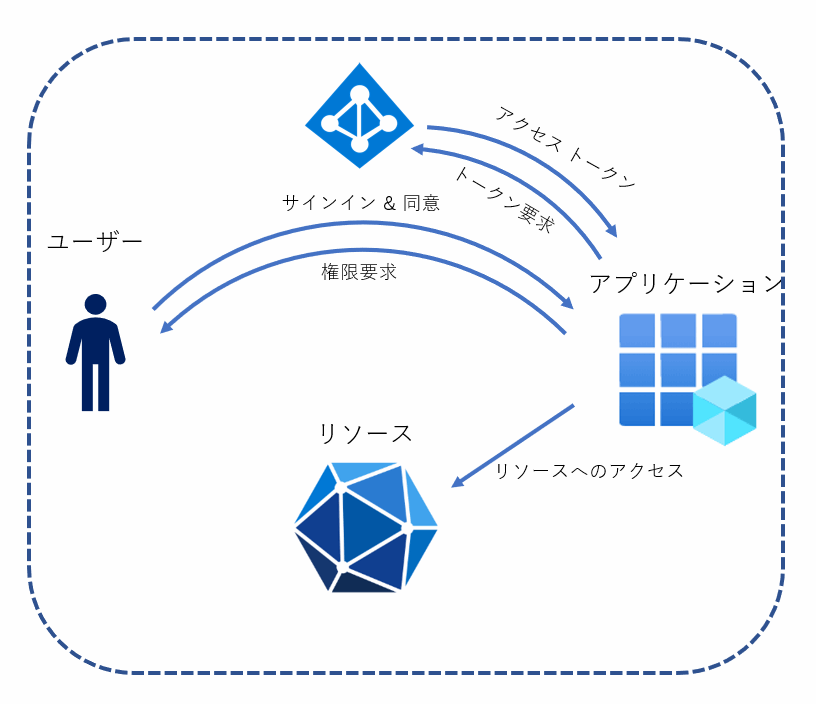 アクセス トークン
トークン要求
サインイン & 同意
ユーザー
権限要求
アプリケーション
リソース
リソースへのアクセス